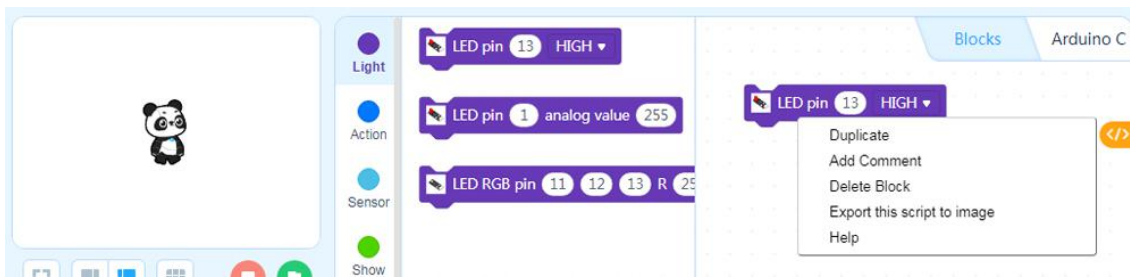 Light
Action
Sensor
Show
LED pin 13 HIGH
LED pin 1 analog value 255
LED RGB pin 11 12 13 R
Blocks
Arduino C
LED pin 13 HIGH
Duplicate
Add Comment
Delete Block
Export this script to image
Help